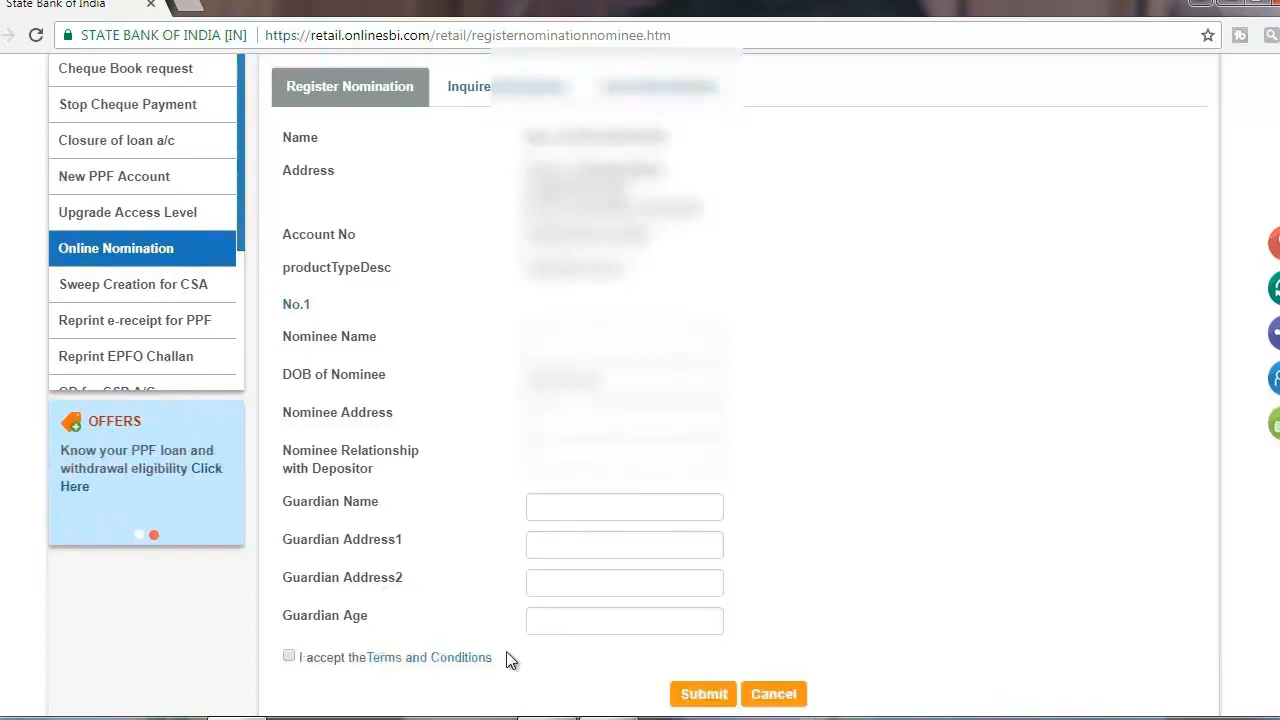 State Bank of India
STATE BANK OF INDIA [IN]
https://retail.onlinesbi.com/retail/registernominationnominee.htm
Cheque Book request
Stop Cheque Payment
Closure of loan a/c
New PPF Account
Upgrade Access Level
Online Nomination
Sweep Creation for CSA
Reprint e-receipt for PPF
Reprint EPFO Challan
OFFERS
Know your PPF loan and
withdrawal eligibility Click
Here
Register Nomination
Inquire
Name
Address
Account No
productTypeDesc
No.1
Nominee Name
DOB of Nominee
Nominee Address
Nominee Relationship
with Depositor
Guardian Name
Guardian Address1
Guardian Address2
Guardian Age
I accept theTerms and Conditions
Submit
Cancel